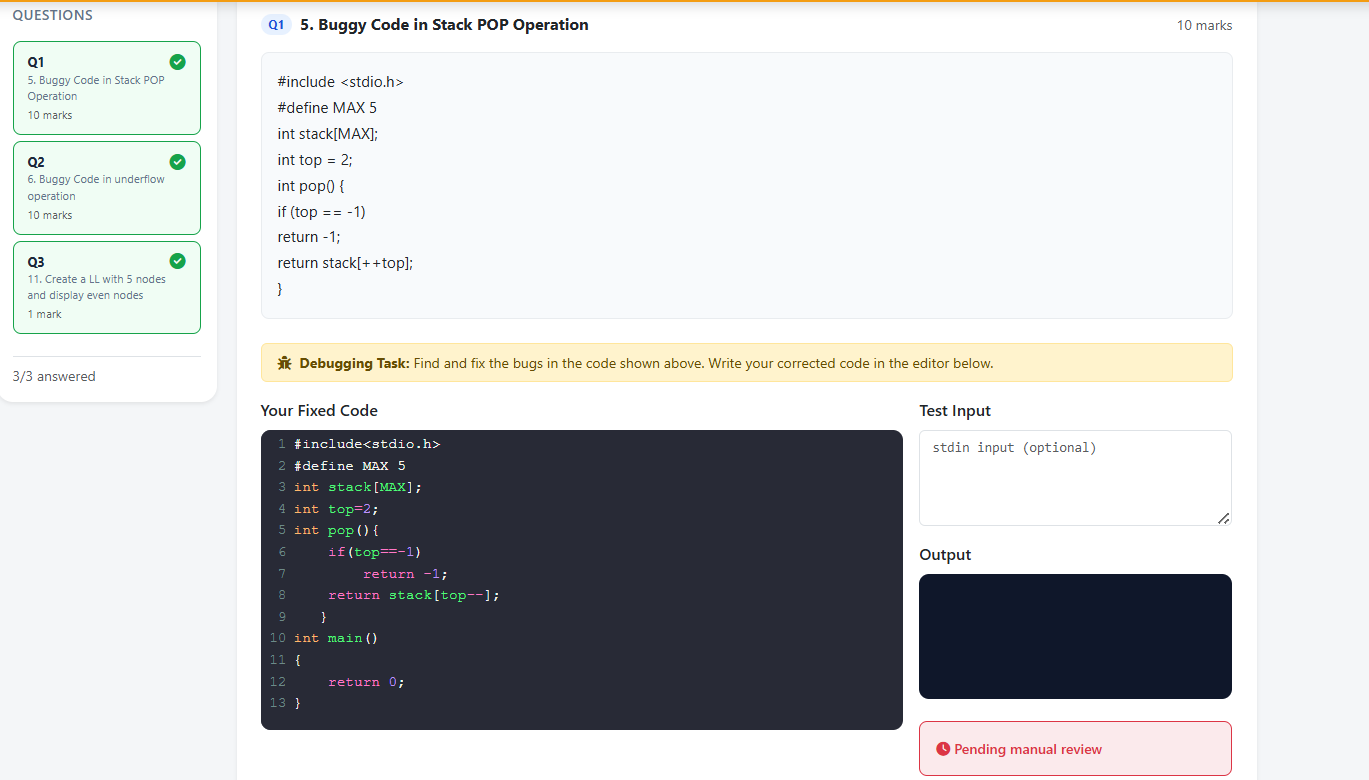 QUESTIONS
Q1
5. Buggy Code in Stack POP
Operation
10 marks
Q2
6. Buggy Code in underflow
operation
10 marks
Q3
11. Create a LL with 5 nodes
and display even nodes
1 mark
3/3 answered
Q1 5. Buggy Code in Stack POP Operation 10 marks
#include <stdio.h>
#define MAX 5
int stack[MAX];
int top = 2;
int pop() {
if (top == -1)
return -1;
return stack[++top];
}
Debugging Task: Find and fix the bugs in the code shown above. Write your corrected code in the editor below.
Your Fixed Code
1 #include<stdio.h>
2 #define MAX 5
3 int stack[MAX];
4 int top=2;
5 int pop(){
6     if(top==-1)
7         return -1;
8     return stack[top--];
9    }
10 int main()
11 {
12     return 0;
13 }
Test Input
stdin input (optional)
Output
Pending manual review